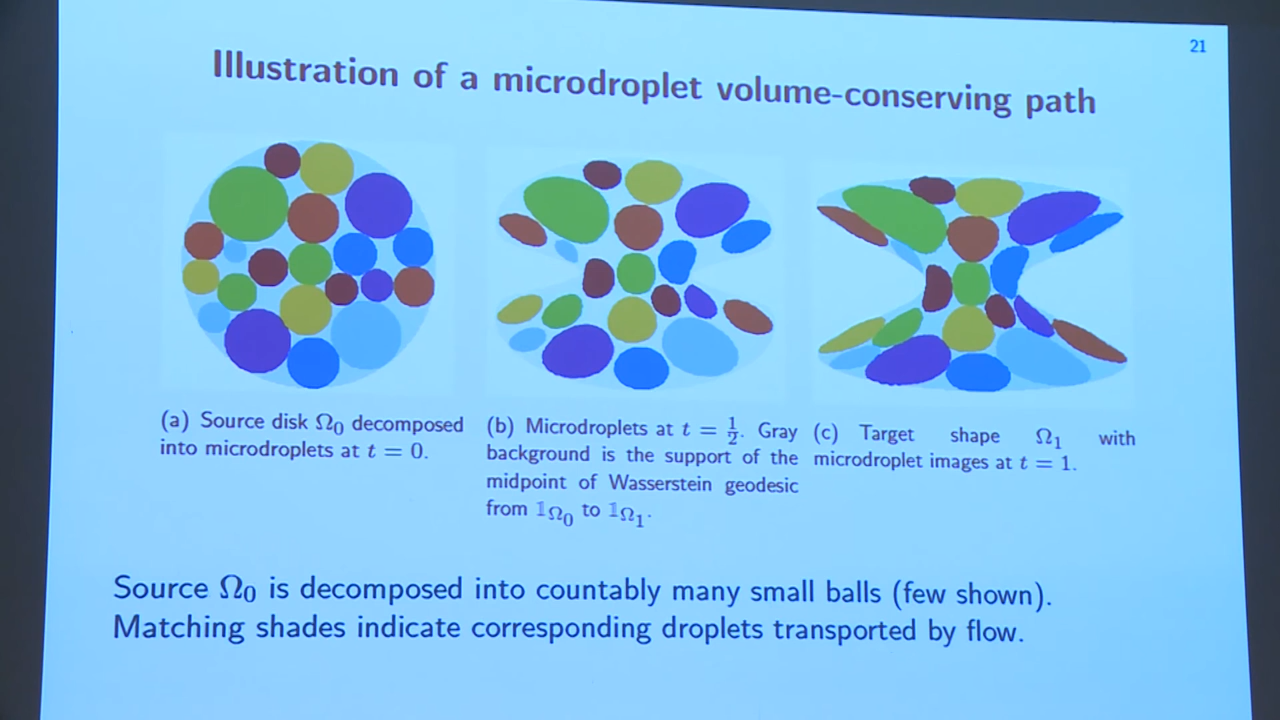 21
Illustration of a microdroplet volume-conserving path
(a) Source disk Ω₀ decomposed
into microdroplets at t = 0.
(b) Microdroplets at t = 1/2. Gray
background is the support of the
midpoint of Wasserstein geodesic
from 𝟙Ω₀ to 𝟙Ω₁.
(c) Target shape Ω₁ with
microdroplet images at t = 1.
Source Ω₀ is decomposed into countably many small balls (few shown).
Matching shades indicate corresponding droplets transported by flow.